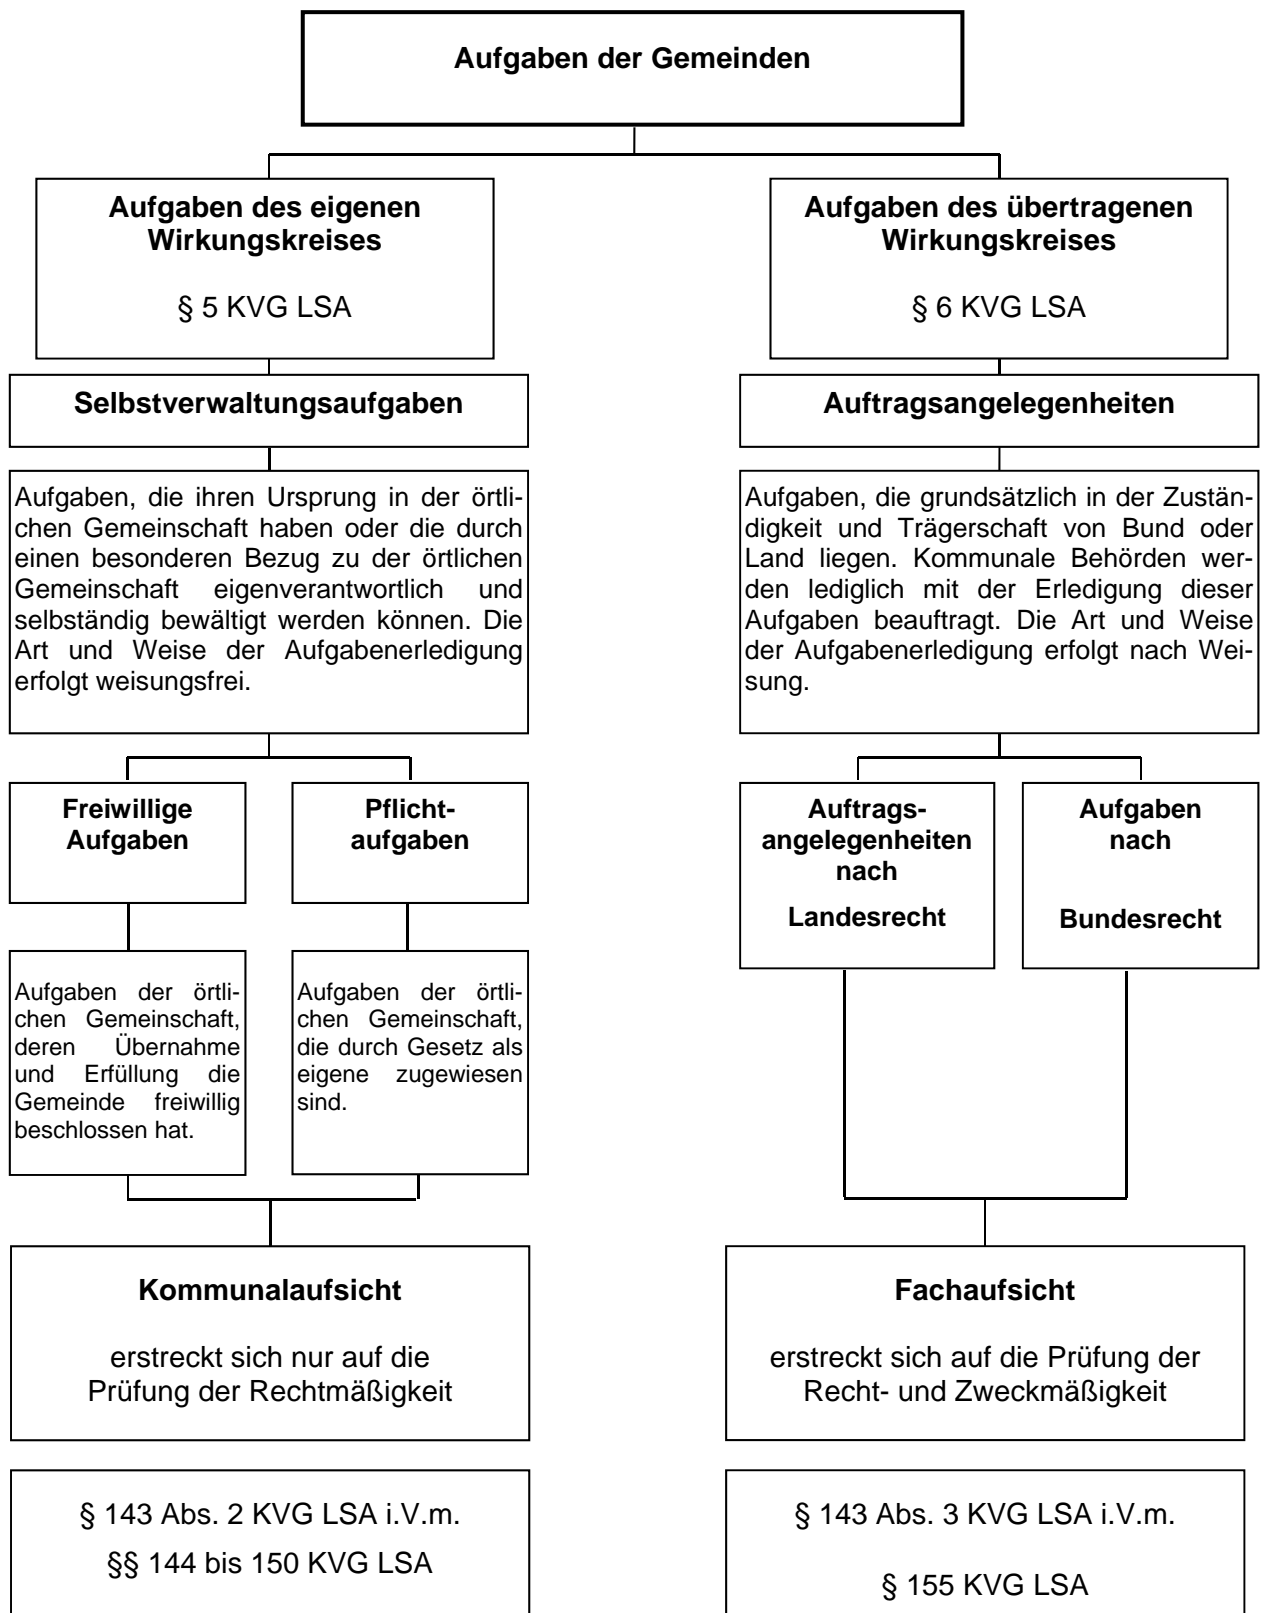 Aufgaben der Gemeinden
Aufgaben des eigenen
Wirkungskreises
§ 5 KVG LSA
Aufgaben des übertragenen
Wirkungskreises
§ 6 KVG LSA
Selbstverwaltungsaufgaben
Auftragsangelegenheiten
Aufgaben, die ihren Ursprung in der örtli-
chen Gemeinschaft haben oder die durch
einen besonderen Bezug zu der örtlichen
Gemeinschaft eigenverantwortlich und
selbständig bewältigt werden können. Die
Art und Weise der Aufgabenerledigung
erfolgt weisungsfrei.
Aufgaben, die grundsätzlich in der Zustän-
digkeit und Trägerschaft von Bund oder
Land liegen. Kommunale Behörden wer-
den lediglich mit der Erledigung dieser
Aufgaben beauftragt. Die Art und Weise
der Aufgabenerledigung erfolgt nach Wei-
sung.
Freiwillige
Aufgaben
Pflicht-
aufgaben
Auftrags-
angelegenheiten
nach
Landesrecht
Aufgaben
nach
Bundesrecht
Aufgaben der örtli-
chen Gemeinschaft,
deren Übernahme
und Erfüllung die
Gemeinde freiwillig
beschlossen hat.
Aufgaben der örtli-
chen Gemeinschaft,
die durch Gesetz als
eigene zugewiesen
sind.
Kommunalaufsicht
erstreckt sich nur auf die
Prüfung der Rechtmäßigkeit
Fachaufsicht
erstreckt sich auf die Prüfung der
Recht- und Zweckmäßigkeit
§ 143 Abs. 2 KVG LSA i.V.m.
§§ 144 bis 150 KVG LSA
§ 143 Abs. 3 KVG LSA i.V.m.
§ 155 KVG LSA